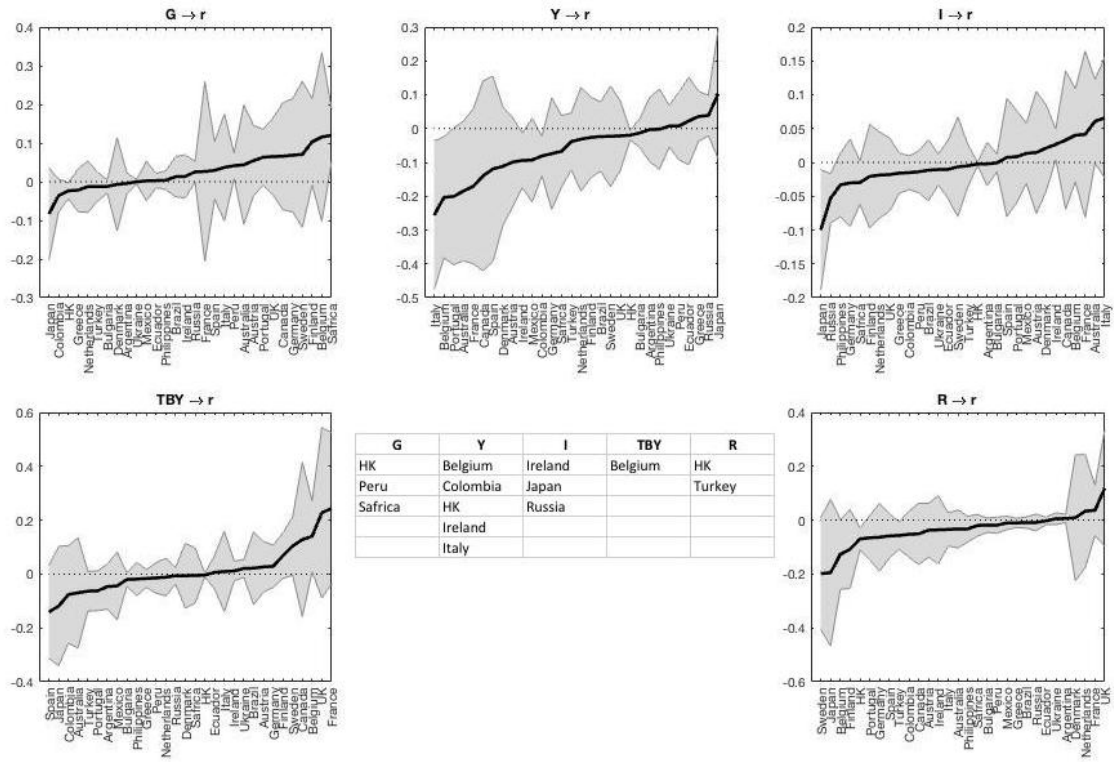 G → r
0.4
0.3
0.2
0.1
0
-0.1
-0.2
-0.3
Japan
Colombia
HK
Greece
Netherlands
Turkey
Bulgaria
Denmark
Argentina
Ukraine
Mexico
Ecuador
Philippines
Brazil
Ireland
Russia
France
Spain
Italy
Peru
Australia
Austria
Portugal
UK
Canada
Germany
Sweden
Finland
Belgium
Safrica
Y → r
0.3
0.2
0.1
0
-0.1
-0.2
-0.3
-0.4
-0.5
Italy
Belgium
Portugal
Australia
France
Canada
Spain
Denmark
Austria
Ireland
Mexico
Colombia
Germany
Safrica
Turkey
Netherlands
Finland
Brazil
Sweden
UK
HK
Bulgaria
Argentina
Philippines
Ukraine
Peru
Ecuador
Greece
Russia
Japan
I → r
0.2
0.15
0.1
0.05
0
-0.05
-0.1
-0.15
-0.2
Japan
Russia
Philippines
Germany
Safrica
Finland
Netherlands
UK
Greece
Colombia
Peru
Brazil
Ukraine
Ecuador
Sweden
Turkey
HK
Argentina
Bulgaria
Spain
Portugal
Mexico
Austria
Denmark
Ireland
Canada
Belgium
France
Australia
Italy
TBY → r
0.6
0.4
0.2
0
-0.2
-0.4
Spain
Japan
Colombia
Australia
Turkey
Portugal
Argentina
Mexico
Bulgaria
Philippines
Greece
Peru
Netherlands
Russia
Denmark
Safrica
HK
Ecuador
Italy
Ireland
Ukraine
Brazil
Austria
Germany
Finland
Sweden
Canada
Belgium
UK
France
G Y I TBY R
HK Belgium Ireland Belgium HK
Peru Colombia Japan Turkey
Safrica HK Russia
Ireland
Italy
R → r
0.4
0.2
0
-0.2
-0.4
-0.6
Sweden
Japan
Belgium
Finland
HK
Portugal
Germany
Spain
Turkey
Colombia
Canada
Austria
Ireland
Italy
Australia
Philippines
Safrica
Bulgaria
Peru
Mexico
Greece
Brazil
Russia
Ecuador
Ukraine
Argentina
Denmark
Netherlands
France
UK